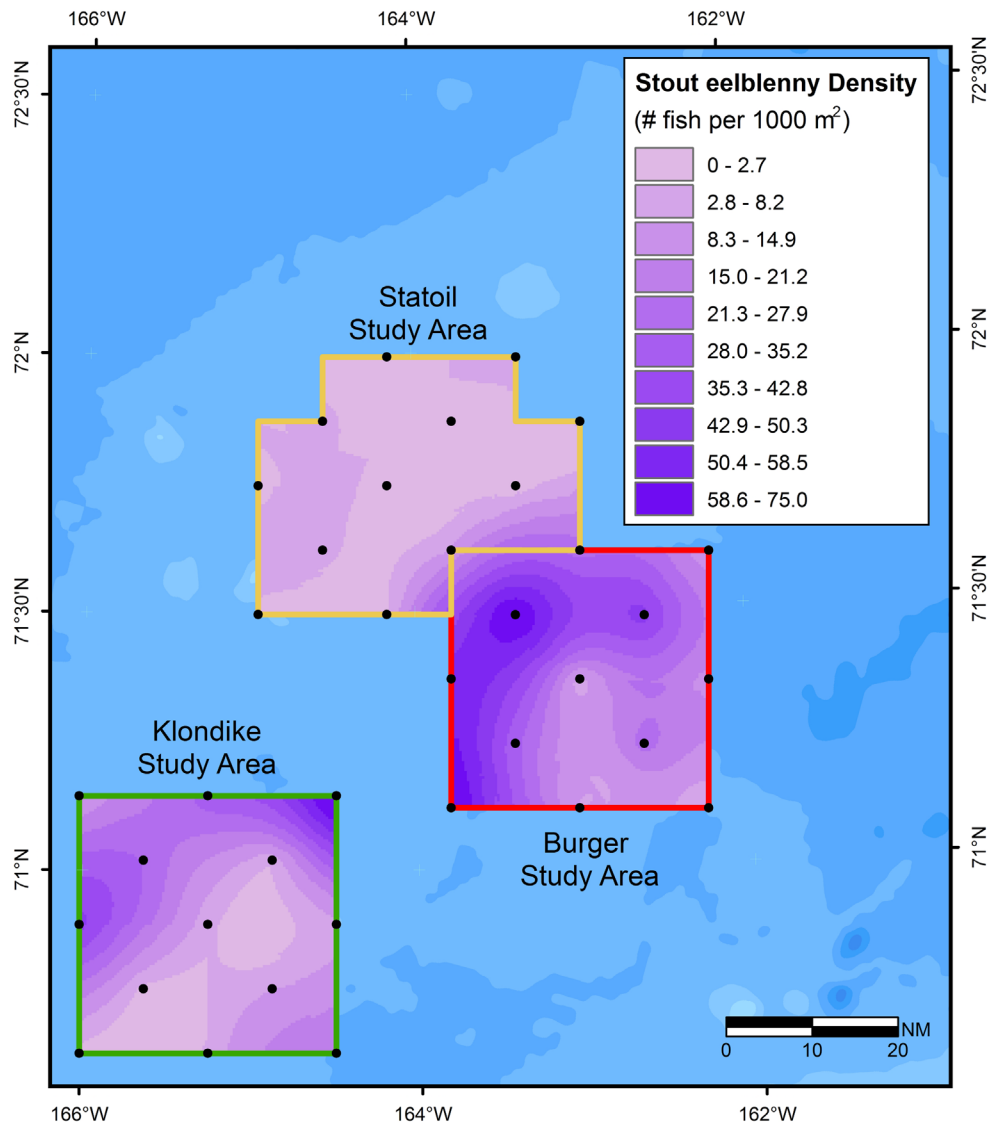 166°W
164°W
162°W
72°30'N
72°30'N
Stout eelblenny Density
(# fish per 1000 m²)
0 - 2.7
2.8 - 8.2
8.3 - 14.9
15.0 - 21.2
21.3 - 27.9
28.0 - 35.2
35.3 - 42.8
42.9 - 50.3
50.4 - 58.5
58.6 - 75.0
Statoil
Study Area
72°N
72°N
71°30'N
71°30'N
Klondike
Study Area
Burger
Study Area
71°N
71°N
NM
0
10
20
166°W
164°W
162°W